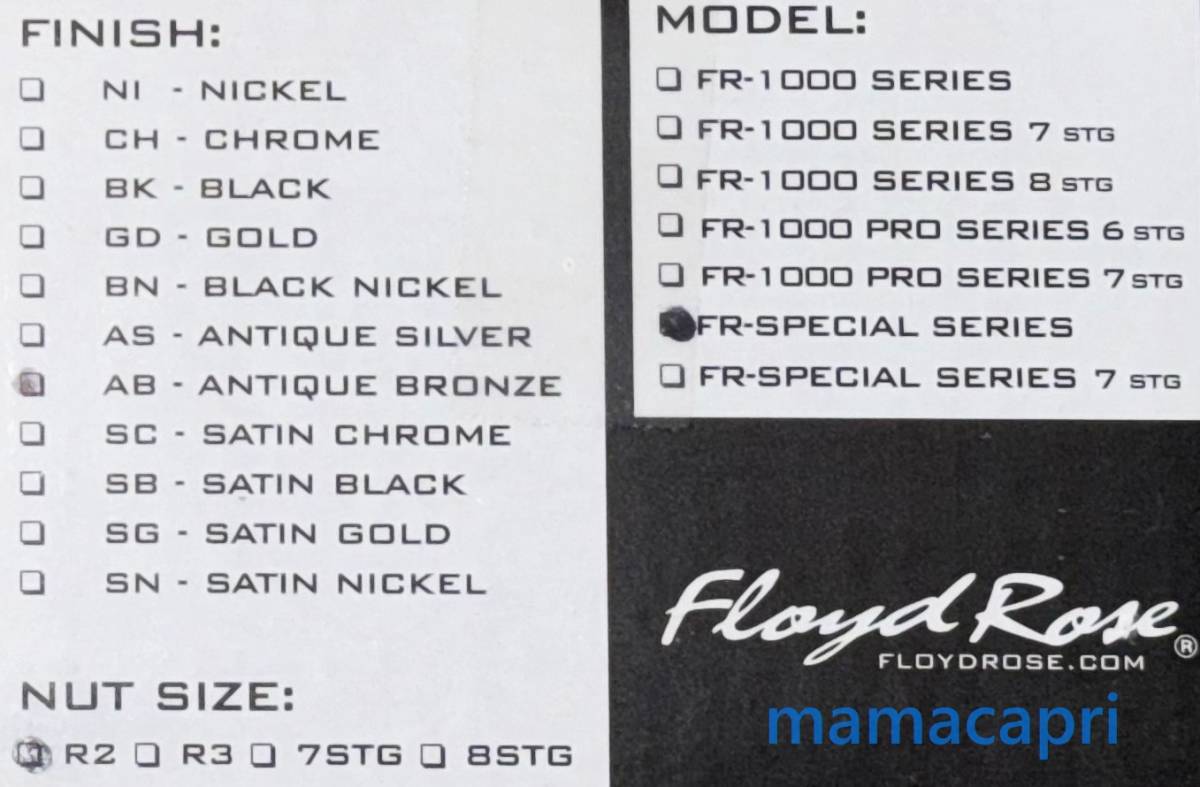 FINISH:
NI - NICKEL
CH - CHROME
BK - BLACK
GD - GOLD
BN - BLACK NICKEL
AS - ANTIQUE SILVER
AB - ANTIQUE BRONZE
SC - SATIN CHROME
SB - SATIN BLACK
SG - SATIN GOLD
SN - SATIN NICKEL
NUT SIZE:
R2 R3 7STG 8STG
MODEL:
FR-1000 SERIES
FR-1000 SERIES 7 STG
FR-1000 SERIES 8 STG
FR-1000 PRO SERIES 6 STG
FR-1000 PRO SERIES 7 STG
FR-SPECIAL SERIES
FR-SPECIAL SERIES 7 STG
Floyd Rose®
FLOYDROSE.COM
mamacapri